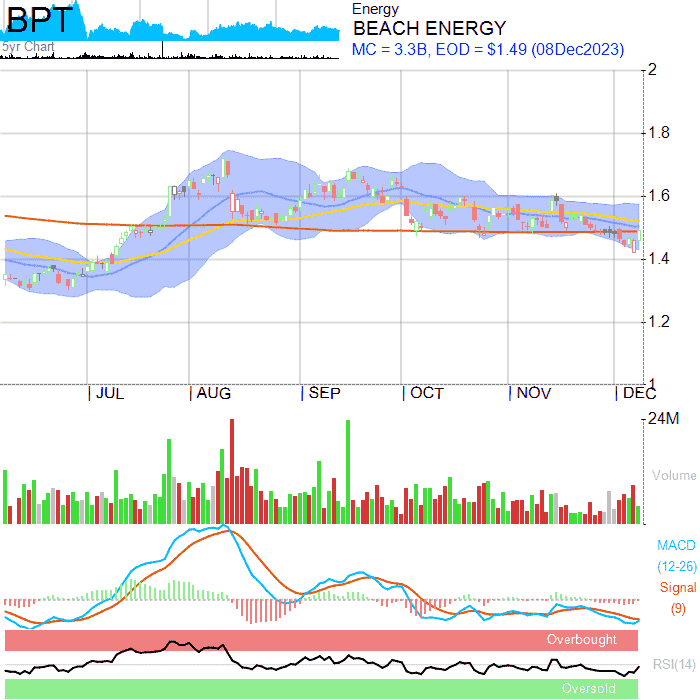 BPT
5yr Chart
Energy
BEACH ENERGY
MC = 3.3B, EOD = $1.49 (08Dec2023)
2
1.8
1.6
1.4
1.2
1
JUL AUG SEP OCT NOV DEC
24M
Volume
MACD
(12-26)
Signal
(9)
Overbought
RSI(14)
Oversold